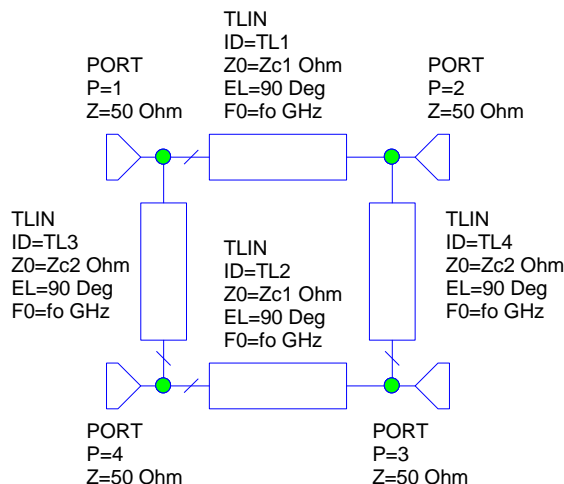 TLIN
ID=TL1
Z0=Zc1 Ohm
EL=90 Deg
F0=fo GHz
PORT
P=1
Z=50 Ohm
PORT
P=2
Z=50 Ohm
TLIN
ID=TL3
Z0=Zc2 Ohm
EL=90 Deg
F0=fo GHz
TLIN
ID=TL2
Z0=Zc1 Ohm
EL=90 Deg
F0=fo GHz
TLIN
ID=TL4
Z0=Zc2 Ohm
EL=90 Deg
F0=fo GHz
PORT
P=4
Z=50 Ohm
PORT
P=3
Z=50 Ohm